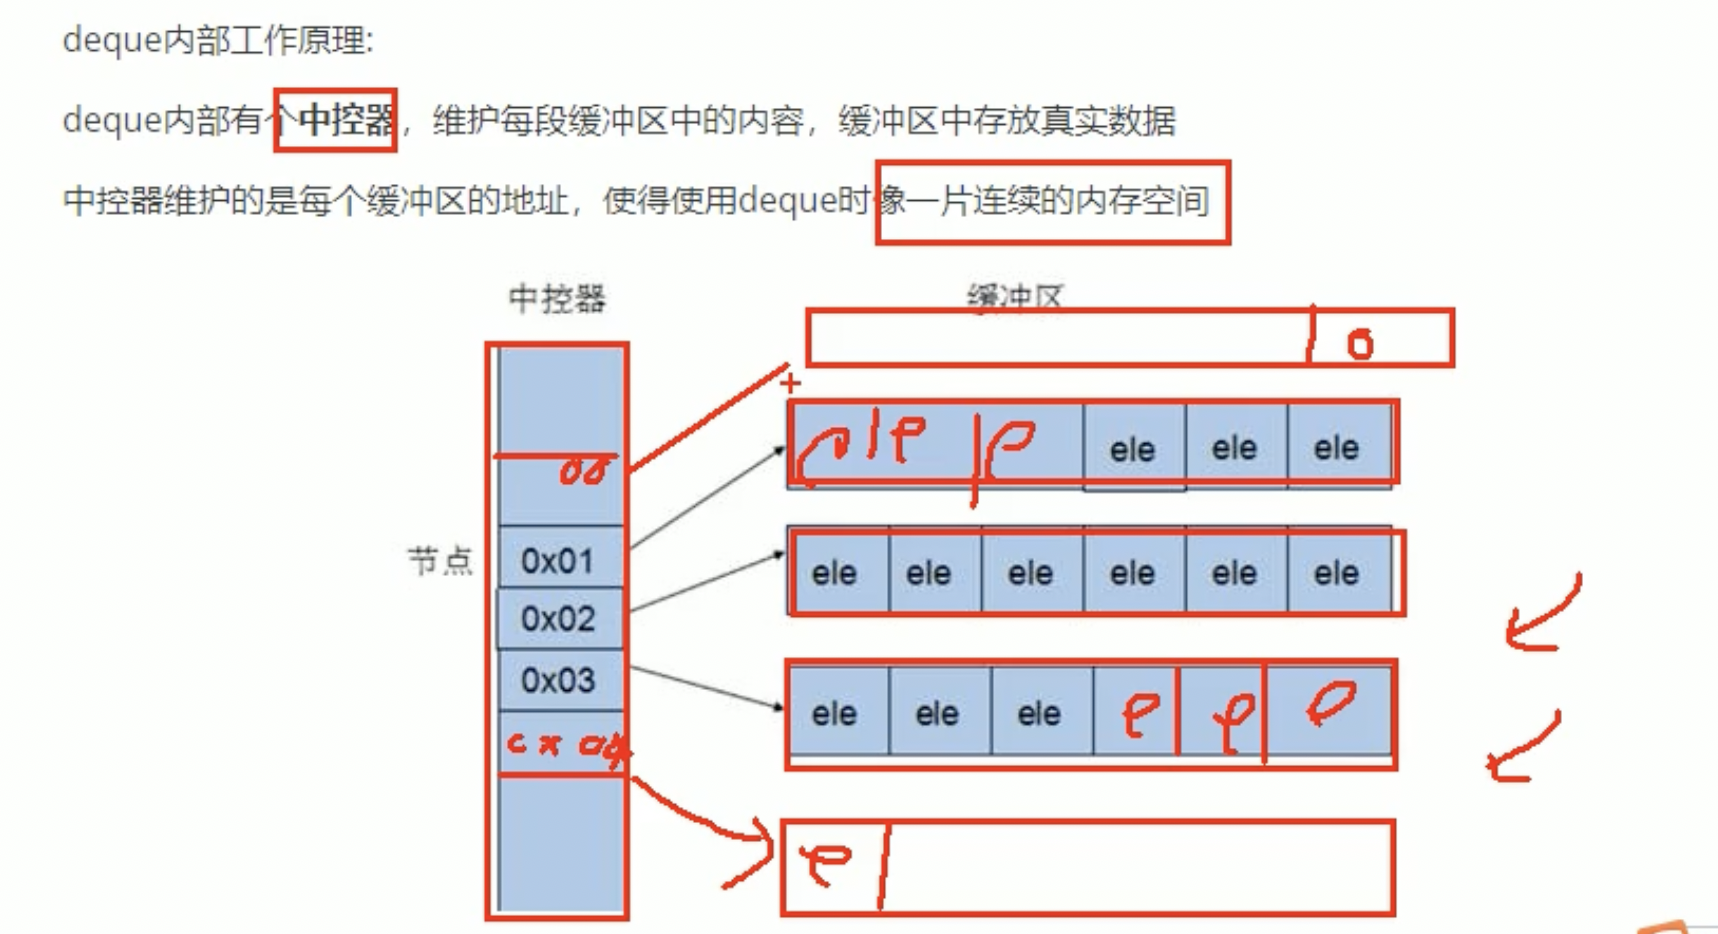 deque内部工作原理:
deque内部有个中控器，维护每段缓冲区中的内容，缓冲区中存放真实数据
中控器维护的是每个缓冲区的地址，使得使用deque时像一片连续的内存空间
中控器 缓冲区
ele ele ele
节点 0x01
ele ele ele ele ele ele
0x02
0x03
ele ele ele e e e
e